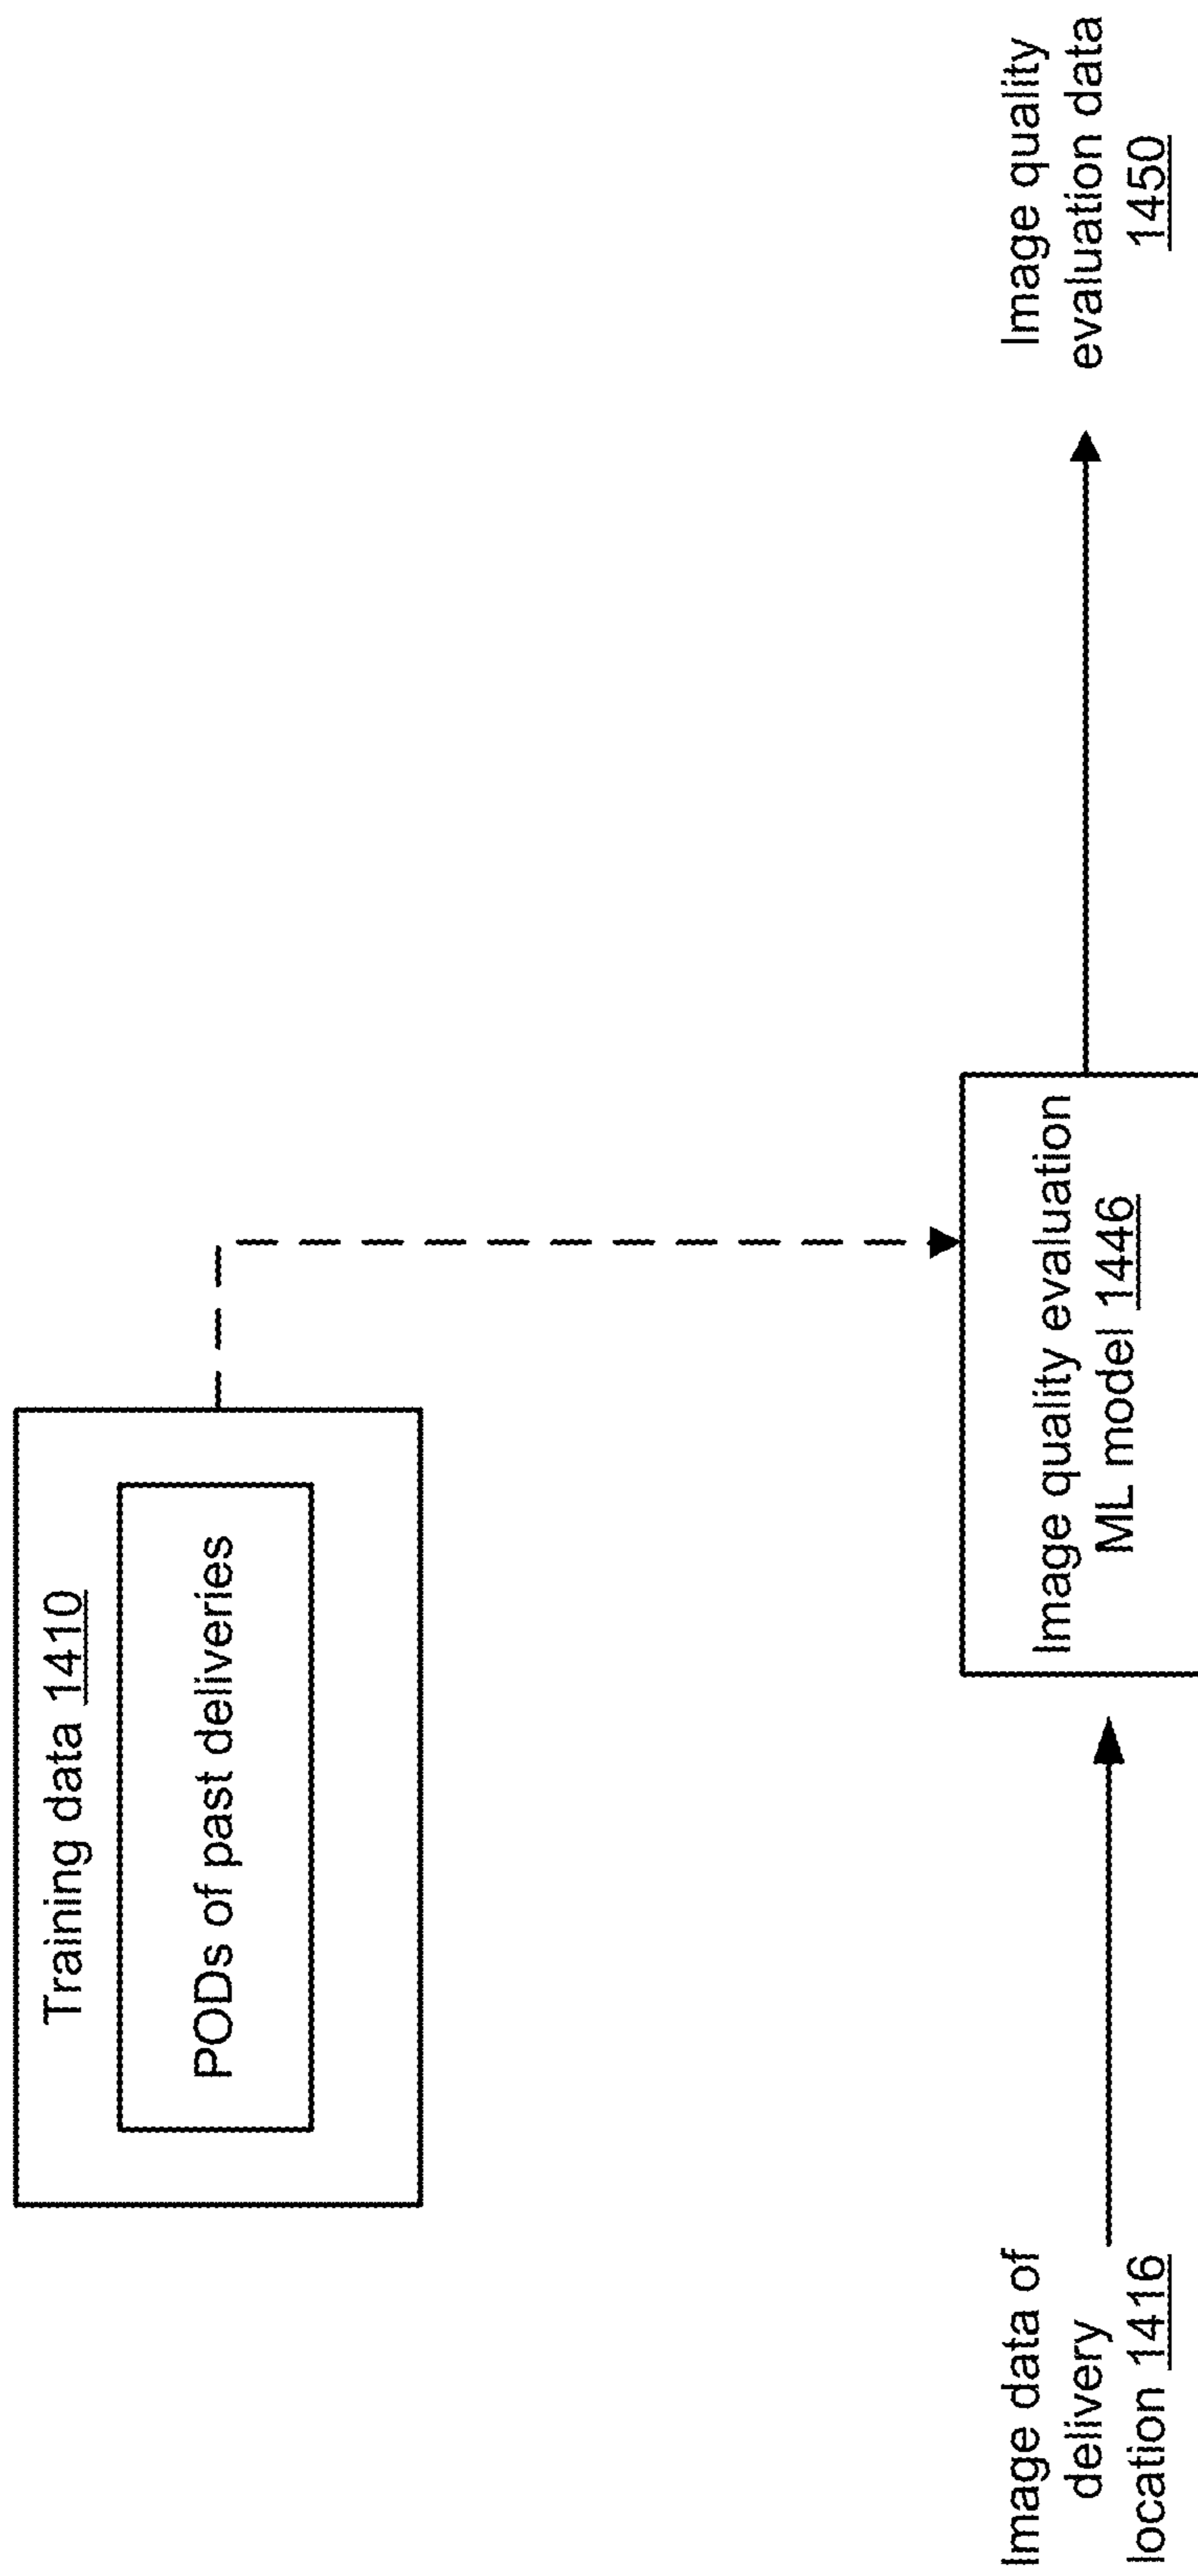 Training data 1410
PODs of past deliveries
Image data of
delivery
location 1416
Image quality evaluation
ML model 1446
Image quality
evaluation data
1450